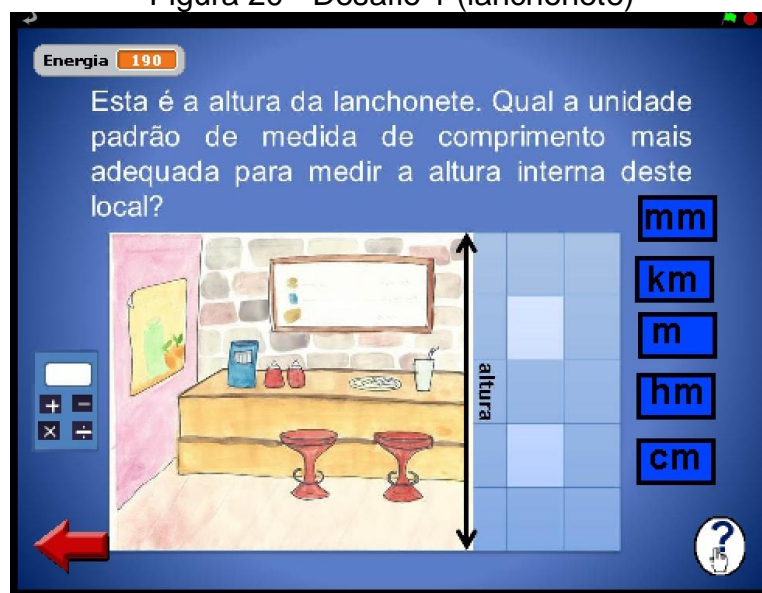 Figura 26 - Desafio 1 (lanchonete)
Energia 190
Esta é a altura da lanchonete. Qual a unidade
padrão de medida de comprimento mais
adequada para medir a altura interna deste
local?
mm
km
m
hm
cm
altura
+ -
× ÷
?